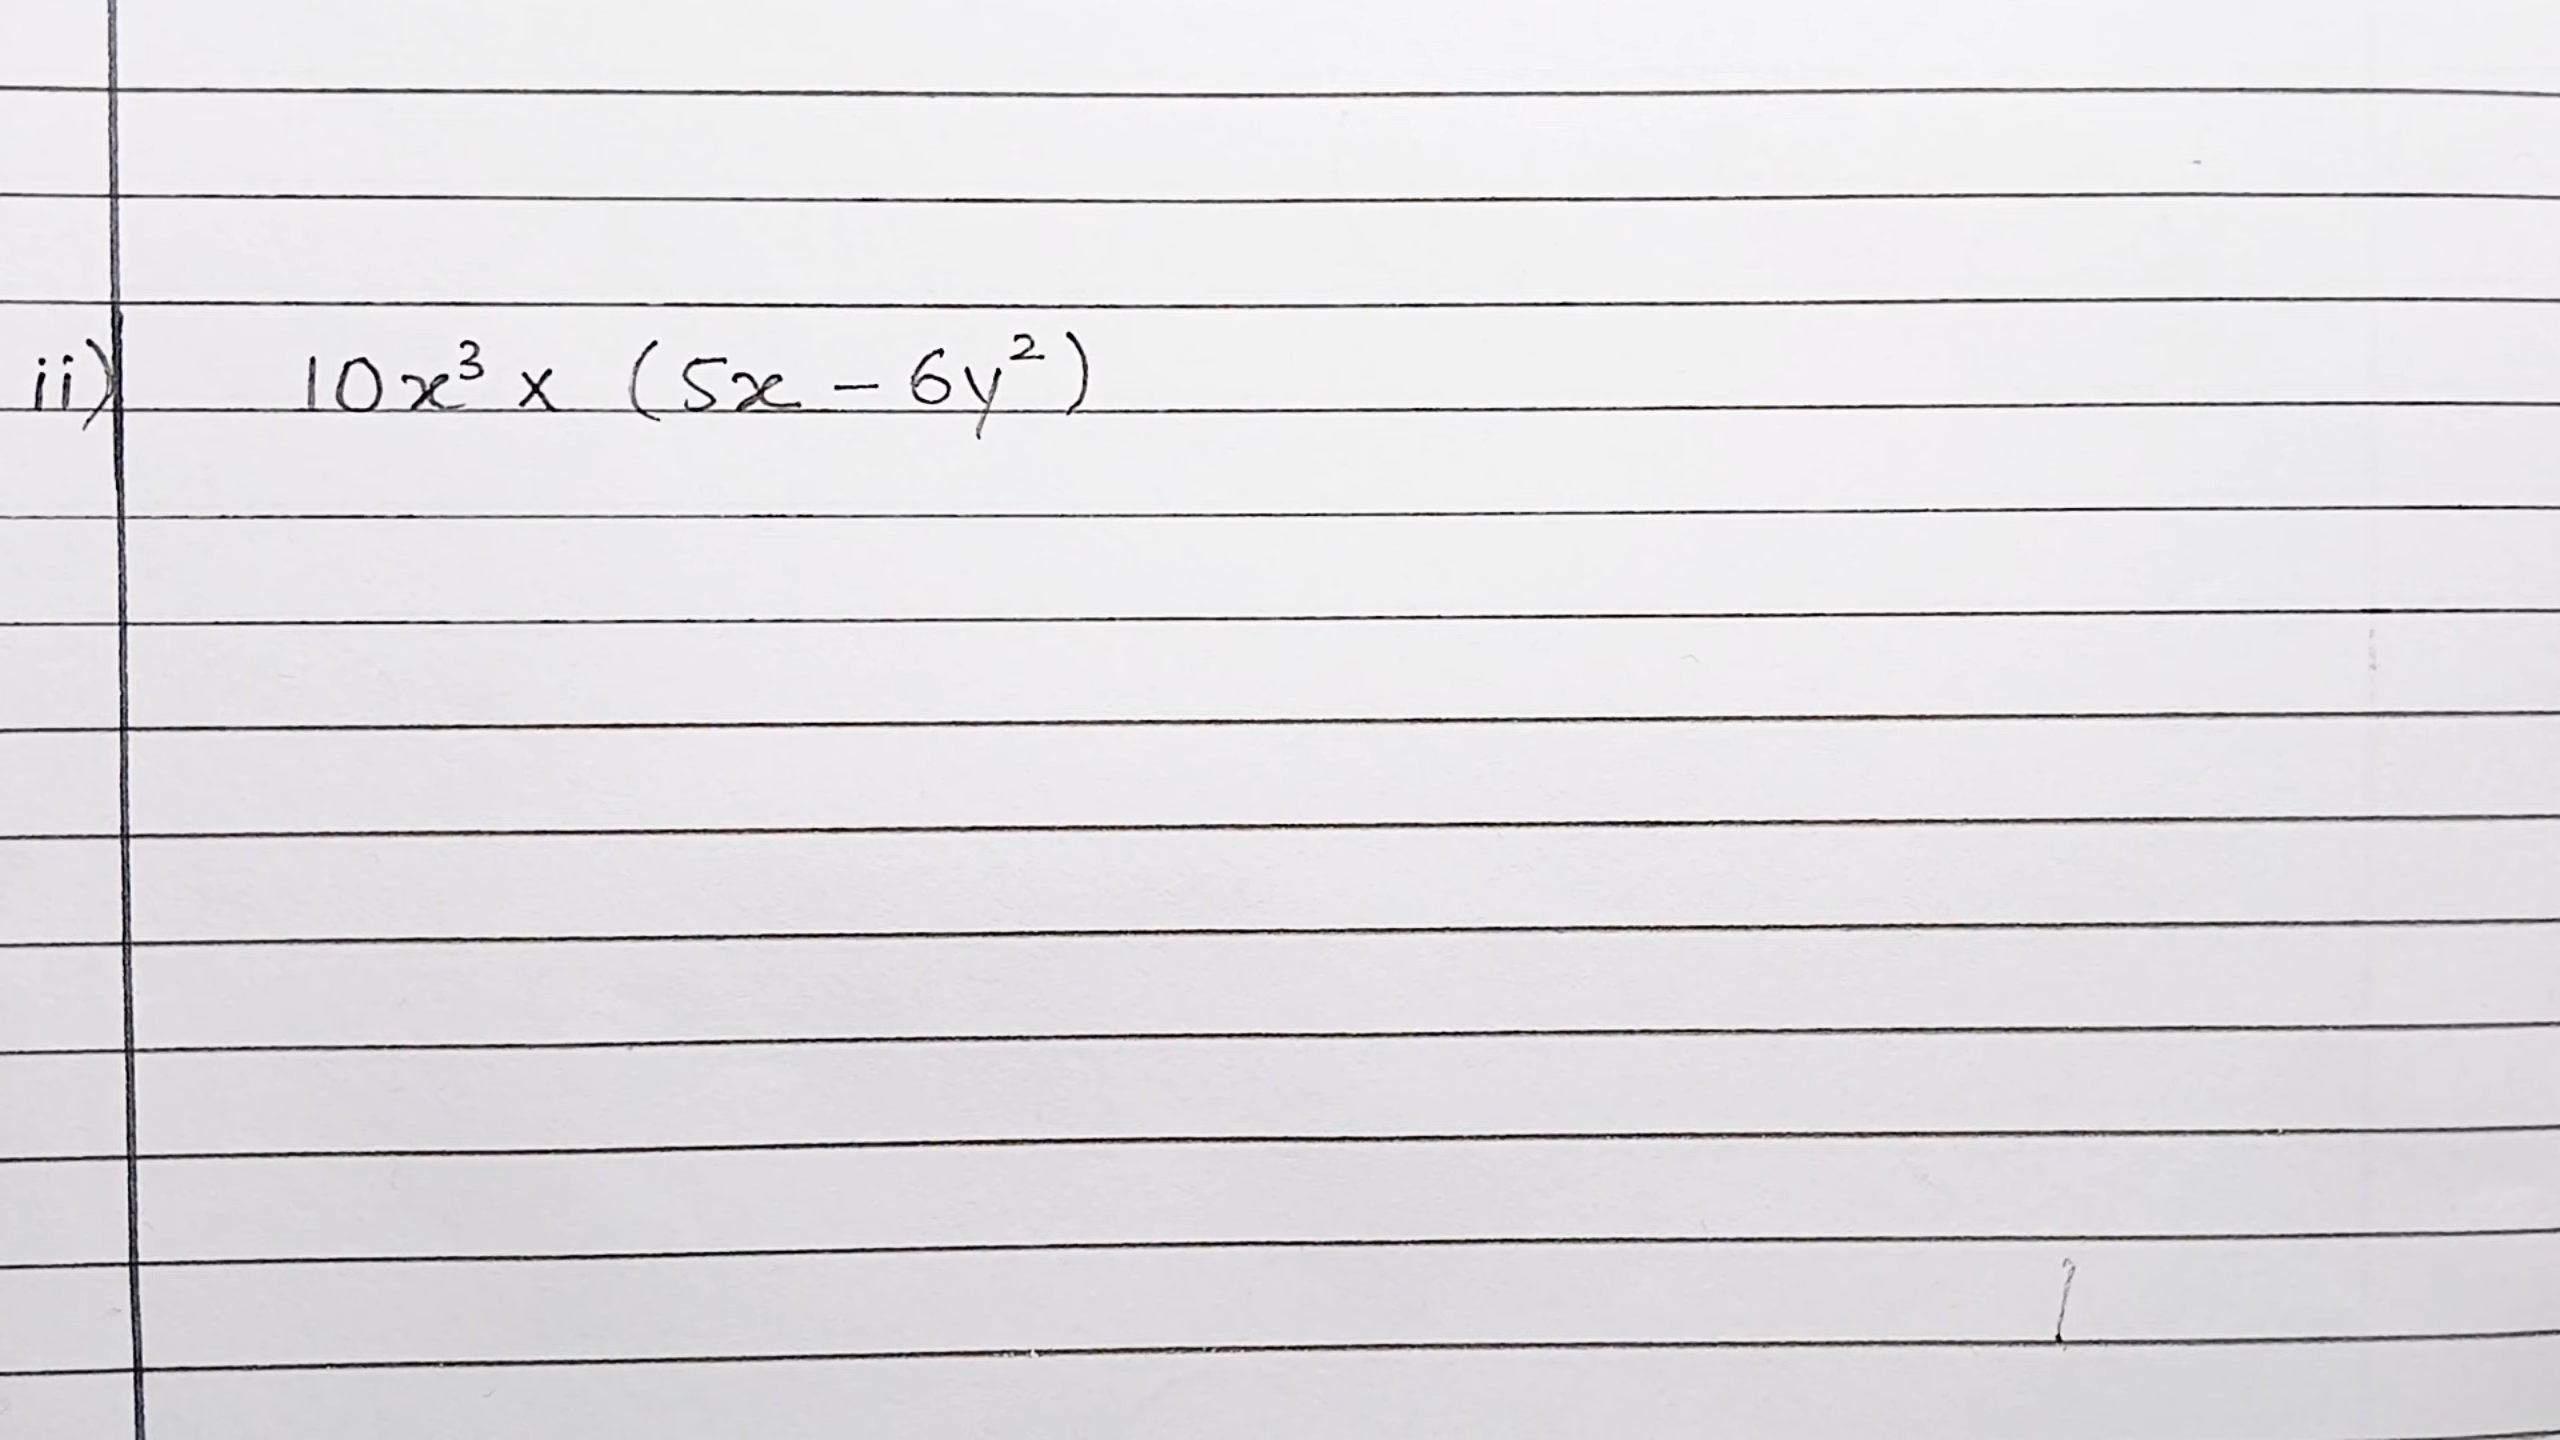 ii) 10x³ × (5x − 6y²)